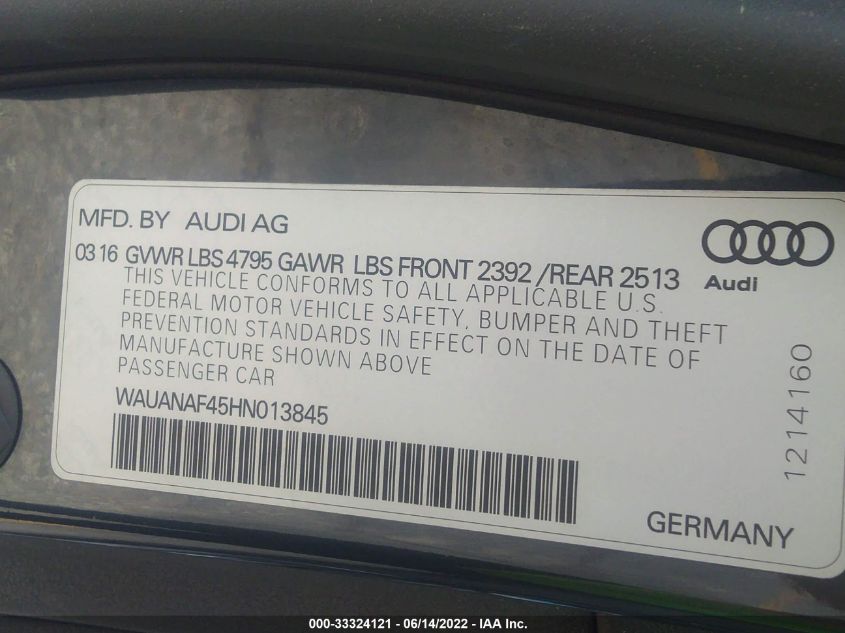 MFD. BY AUDI AG
03 16 GVWR LBS 4795 GAWR LBS FRONT 2392 /REAR 2513
THIS VEHICLE CONFORMS TO ALL APPLICABLE U.S.
FEDERAL MOTOR VEHICLE SAFETY, BUMPER AND THEFT
PREVENTION STANDARDS IN EFFECT ON THE DATE OF
MANUFACTURE SHOWN ABOVE
PASSENGER CAR
WAUANAF45HN013845
Audi
1214160
GERMANY
000-33324121 - 06/14/2022 - IAA Inc.